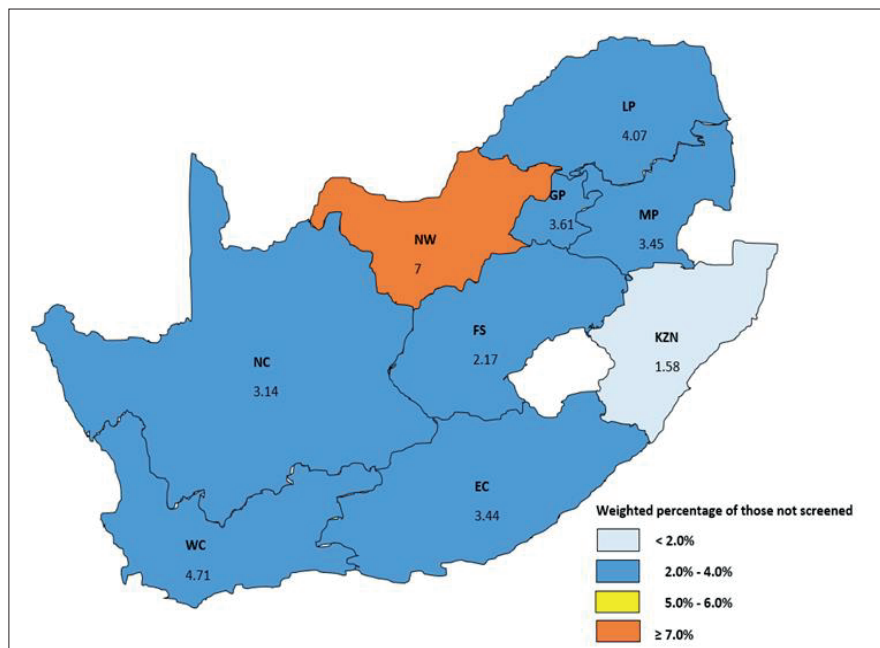 LP
4.07
GP
3.61
MP
3.45
NW
7
KZN
1.58
FS
2.17
NC
3.14
EC
3.44
WC
4.71
Weighted percentage of those not screened
< 2.0%
2.0% - 4.0%
5.0% - 6.0%
≥ 7.0%